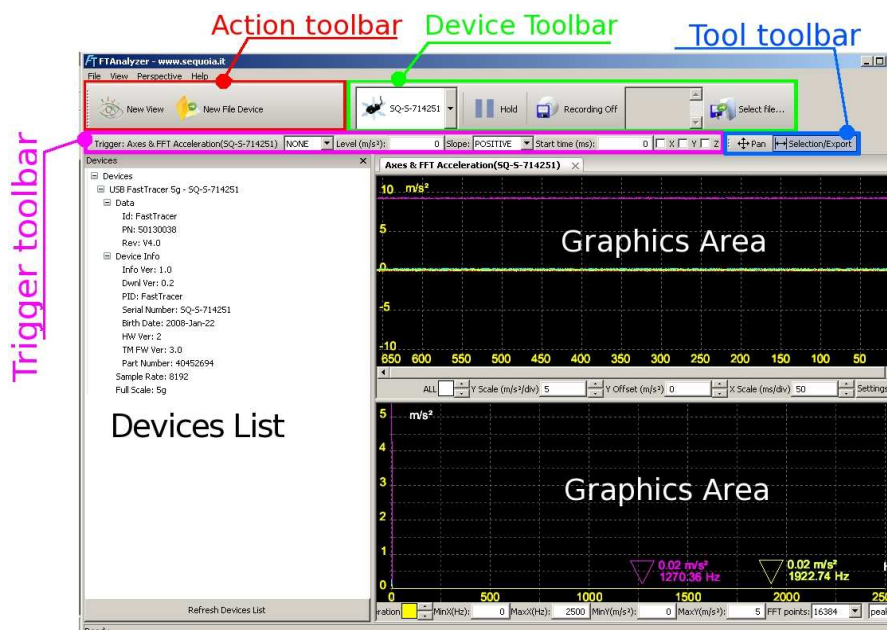 Action toolbar
Device Toolbar
Tool toolbar
Trigger toolbar
FTAnalyzer - www.sequoia.it
File View Perspective Help
New View
New File Device
SQ-S-714251
Hold
Recording Off
Select file...
Trigger: Axes & FFT Acceleration(SQ-S-714251) NONE Level (m/s²): 0 Slope: POSITIVE Start time (ms): 0 X Y Z Pan Selection/Export
Devices
Devices
USB FastTracer 5g - SQ-S-714251
Data
Id: FastTracer
PN: 50130038
Rev: V4.0
Device Info
Info Ver: 1.0
Dwnl Ver: 0.2
PID: FastTracer
Serial Number: SQ-S-714251
Birth Date: 2008-Jan-22
HW Ver: 2
TM FW Ver: 3.0
Part Number: 40452694
Sample Rate: 8192
Full Scale: 5g
Devices List
Refresh Devices List
Axes & FFT Acceleration(SQ-S-714251)
10 m/s²
Graphics Area
5
0
-5
-10
650 600 550 500 450 400 350 300 250 200 150 100 50
ALL Y Scale (m/s²/div) 5 Y Offset (m/s²) 0 X Scale (ms/div) 50 Settings
5 m/s²
4
3
Graphics Area
2
1
0.02 m/s² 0.02 m/s²
1270.36 Hz 1922.74 Hz
0
0 500 1000 1500 2000
MinX(Hz): 0 MaxX(Hz): 2500 MinY(m/s²): 0 MaxY(m/s²): 5 FFT points: 16384